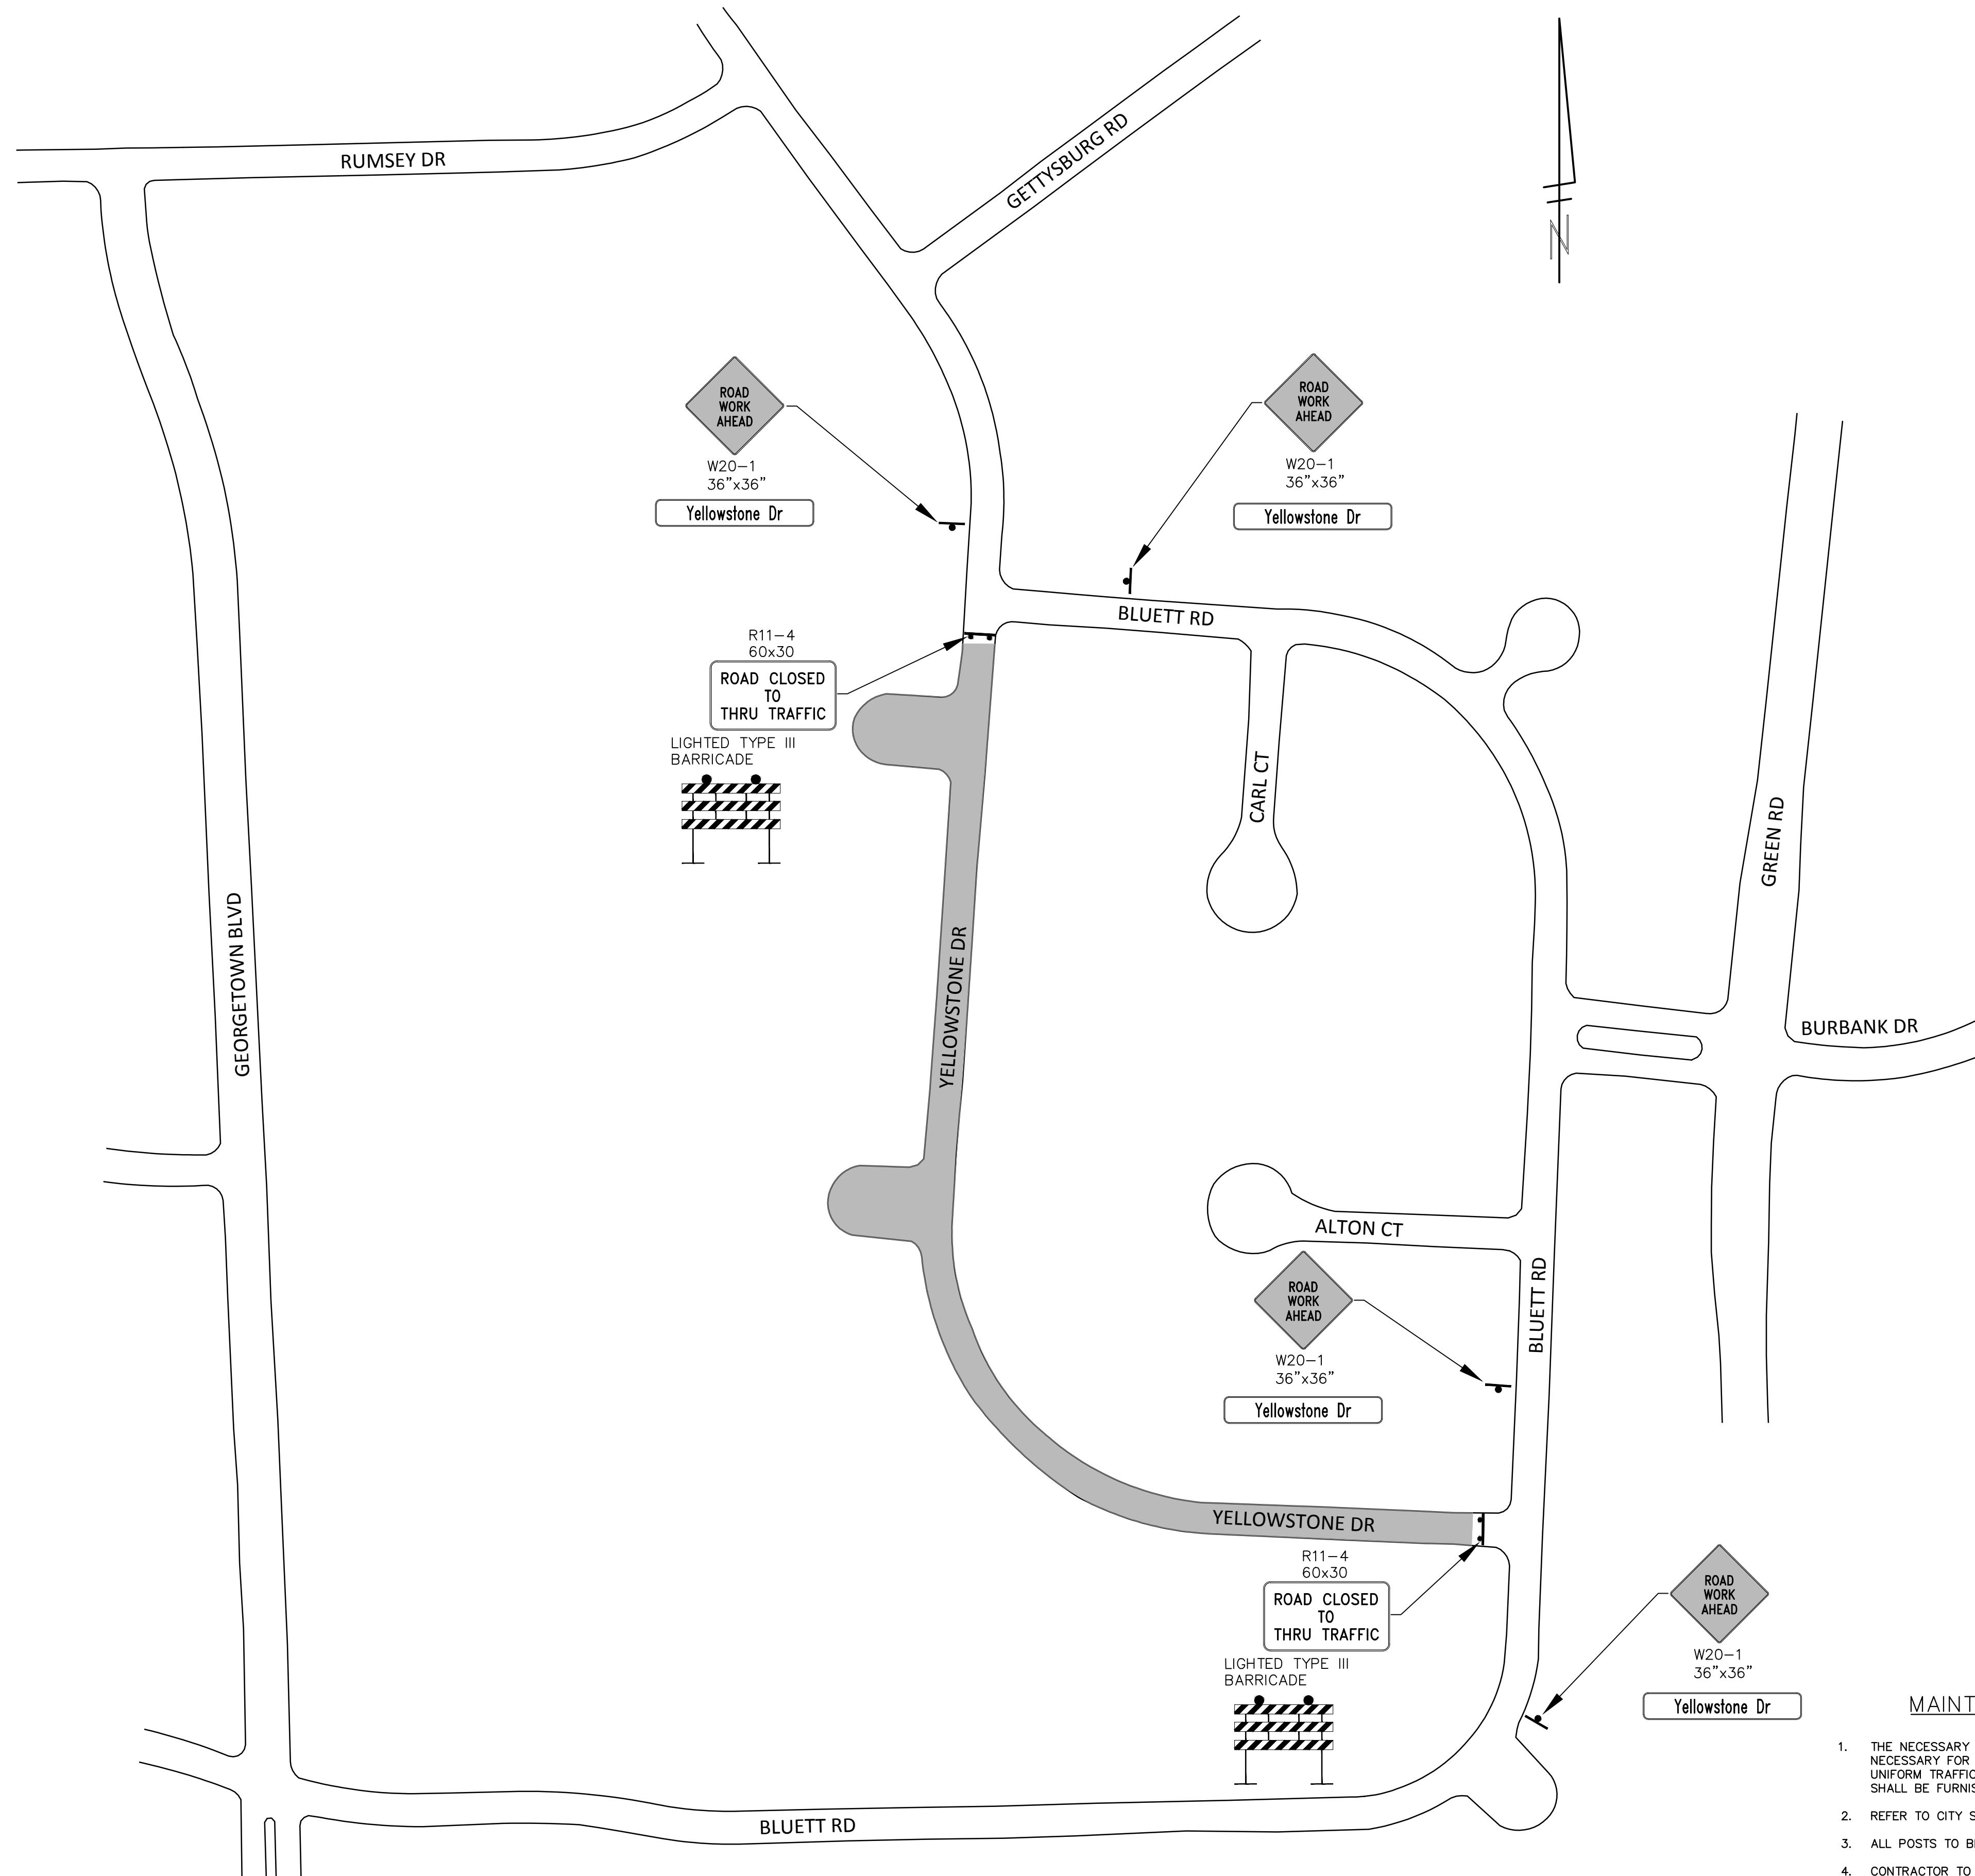 RUMSEY DR
GETTYSBURG RD
N
ROAD
WORK
AHEAD
W20-1
36"x36"
Yellowstone Dr
ROAD
WORK
AHEAD
W20-1
36"x36"
Yellowstone Dr
BLUETT RD
R11-4
60x30
ROAD CLOSED
TO
THRU TRAFFIC
LIGHTED TYPE III
BARRICADE
CARL CT
GREEN RD
GEORGETOWN BLVD
YELLOWSTONE DR
BURBANK DR
ALTON CT
BLUETT RD
ROAD
WORK
AHEAD
W20-1
36"x36"
Yellowstone Dr
YELLOWSTONE DR
R11-4
60x30
ROAD CLOSED
TO
THRU TRAFFIC
LIGHTED TYPE III
BARRICADE
ROAD
WORK
AHEAD
W20-1
36"x36"
Yellowstone Dr
BLUETT RD
MAINT
1. THE NECESSARY
NECESSARY FOR
UNIFORM TRAFFIC
SHALL BE FURNIS
2. REFER TO CITY S
3. ALL POSTS TO B
4. CONTRACTOR TO